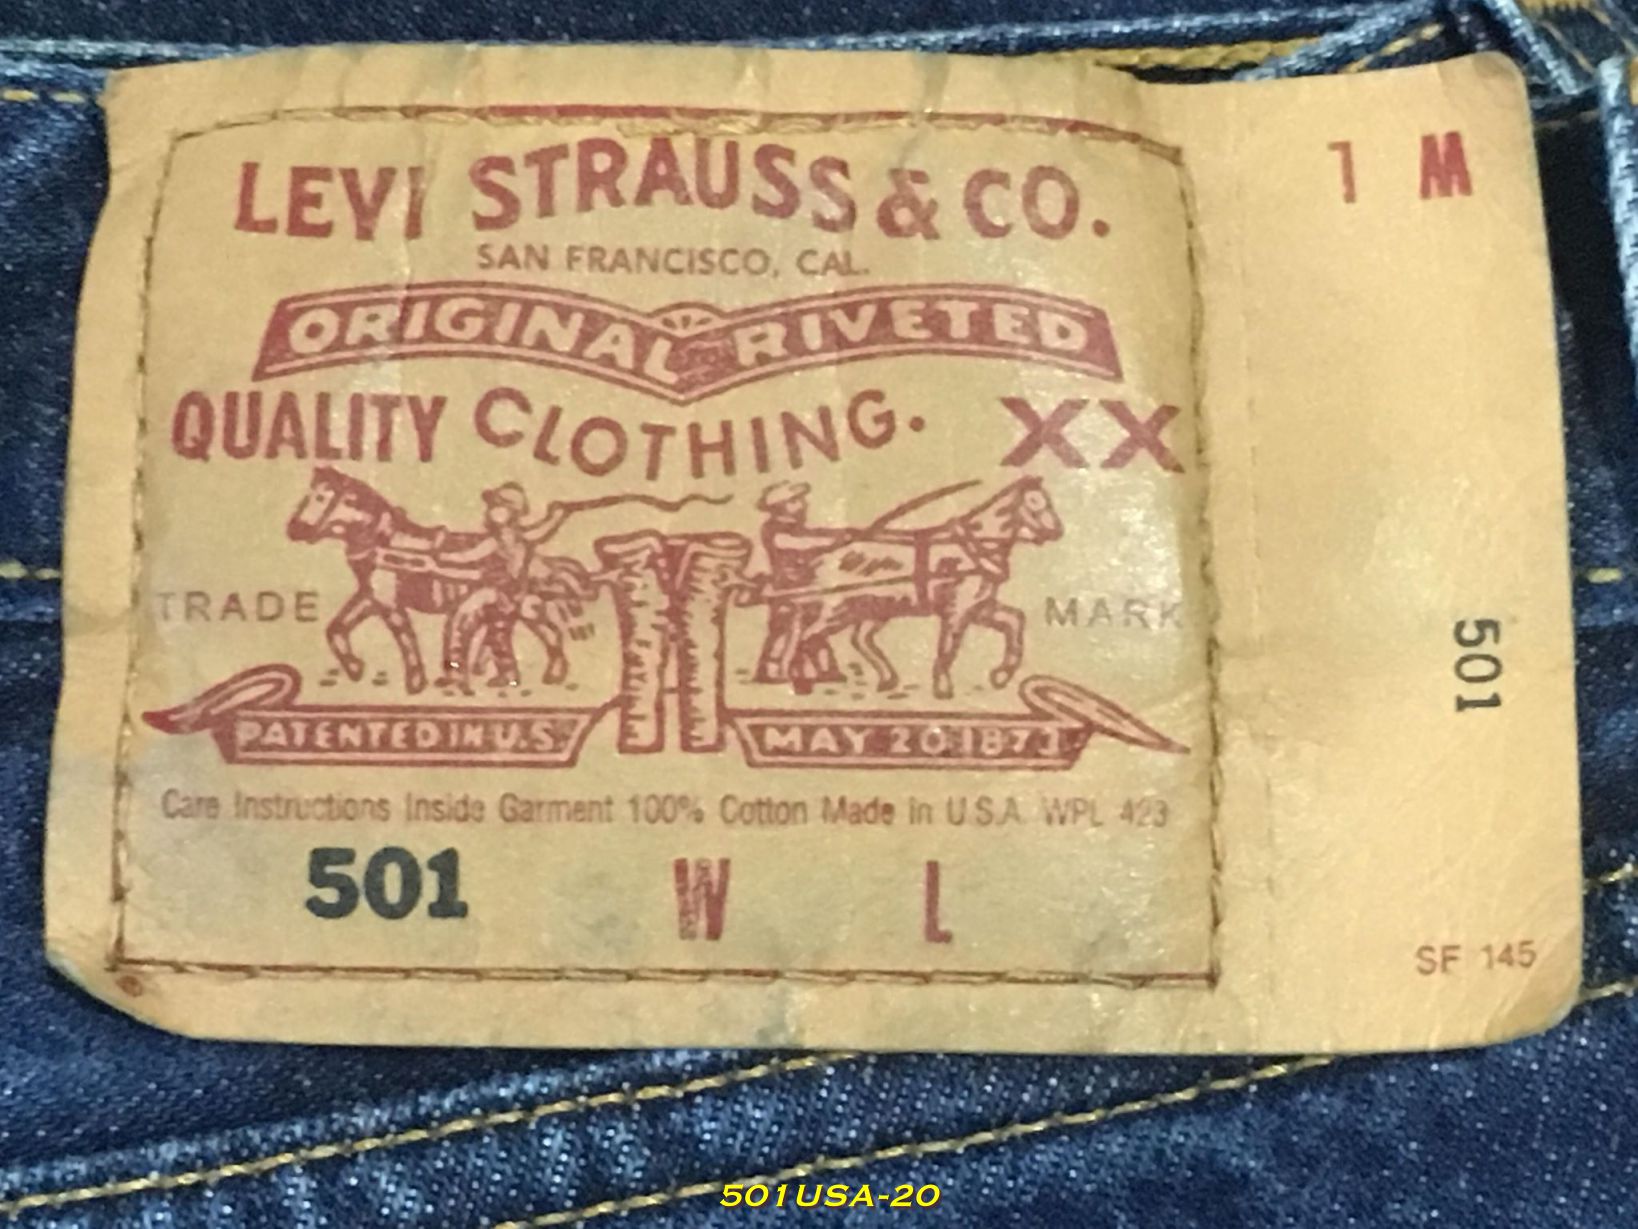 LEVI STRAUSS & CO.
SAN FRANCISCO, CAL.
ORIGINAL RIVETED
QUALITY CLOTHING. XX
TRADE MARK
PATENTED IN U.S. MAY 20 1873
Care Instructions Inside Garment 100% Cotton Made in U.S.A. WPL 423
501 W L
501
SF 145
501USA-20